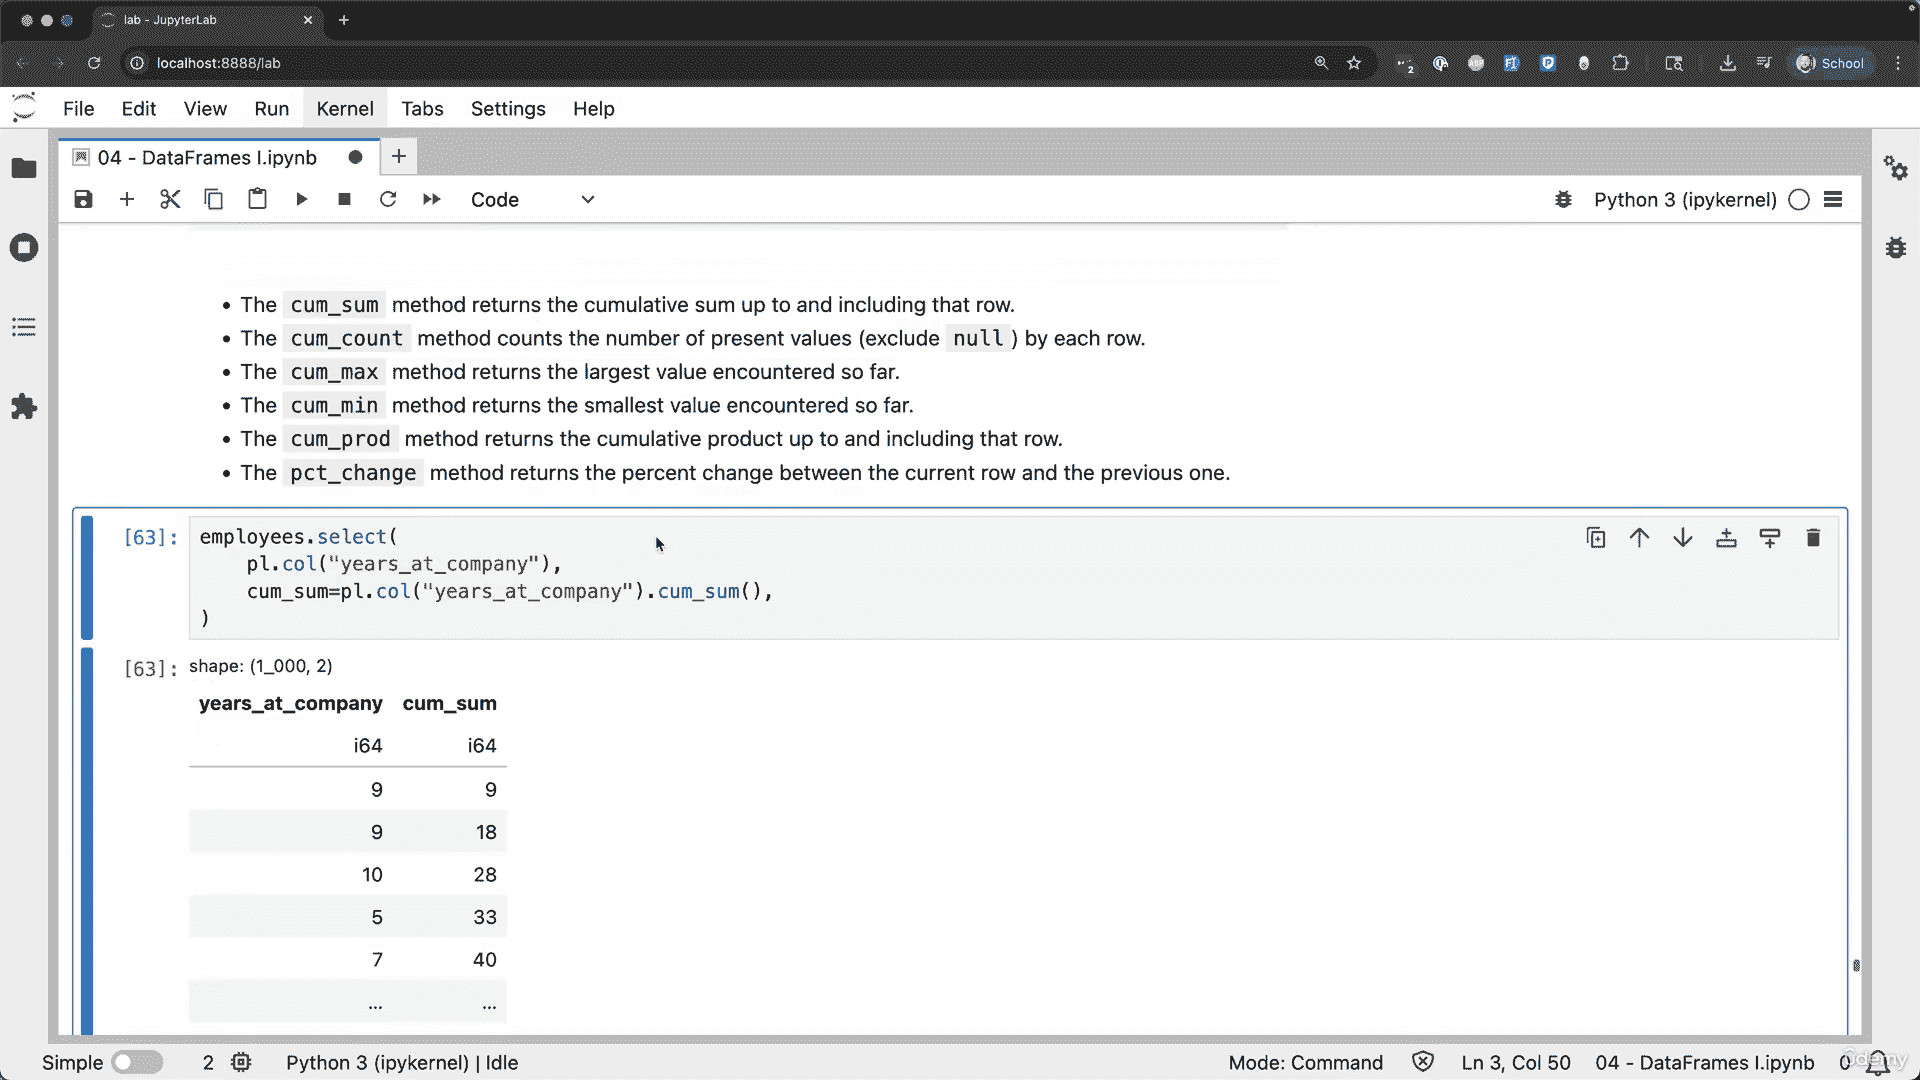 lab - JupyterLab
localhost:8888/lab
2
ABP
School
File Edit View Run Kernel Tabs Settings Help
04 - DataFrames I.ipynb
Code
Python 3 (ipykernel)
• The cum_sum method returns the cumulative sum up to and including that row.
• The cum_count method counts the number of present values (exclude null) by each row.
• The cum_max method returns the largest value encountered so far.
• The cum_min method returns the smallest value encountered so far.
• The cum_prod method returns the cumulative product up to and including that row.
• The pct_change method returns the percent change between the current row and the previous one.
[63]: employees.select(
pl.col("years_at_company"),
cum_sum=pl.col("years_at_company").cum_sum(),
)
[63]: shape: (1_000, 2)
years_at_company cum_sum
i64 i64
9 9
9 18
10 28
5 33
7 40
... ...
Simple 2 Python 3 (ipykernel) | Idle Mode: Command Ln 3, Col 50 04 - DataFrames I.ipynb 0
Udemy